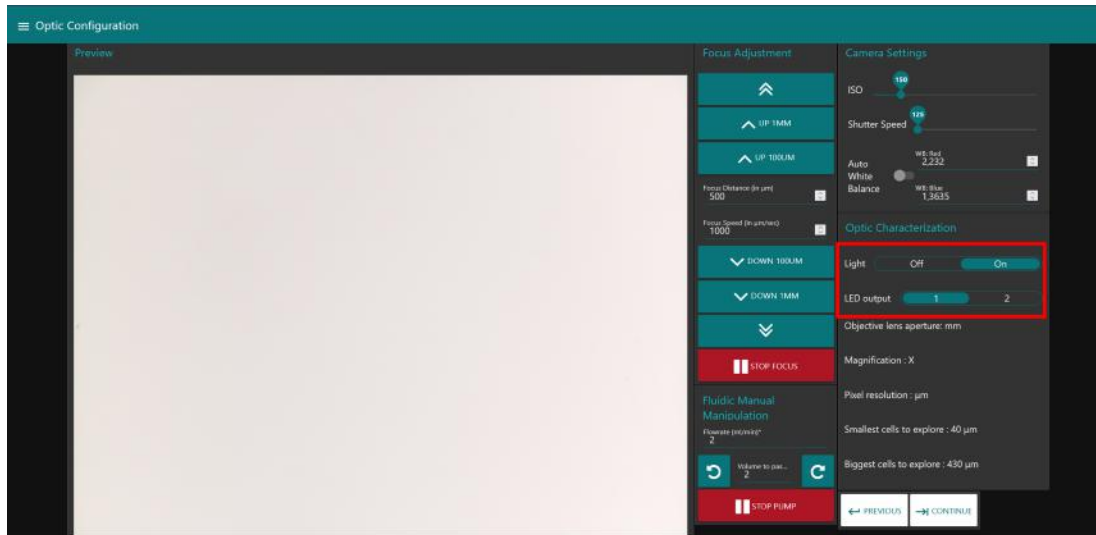 Optic Configuration
Preview
Focus Adjustment
UP 1MM
UP 100UM
Focus Distance (in µm)
500
Focus Speed (in µm/sec)
1000
DOWN 100UM
DOWN 1MM
STOP FOCUS
Fluidic Manual
Manipulation
Flowrate (mL/min)*
2
Volume to pas...
2
STOP PUMP
Camera Settings
ISO
150
Shutter Speed
125
Auto
White
Balance
WB: Red
2,232
WB: Blue
1,3635
Optic Characterization
Light Off On
LED output 1 2
Objective lens aperture: mm
Magnification : X
Pixel resolution : µm
Smallest cells to explore : 40 µm
Biggest cells to explore : 430 µm
PREVIOUS CONTINUE